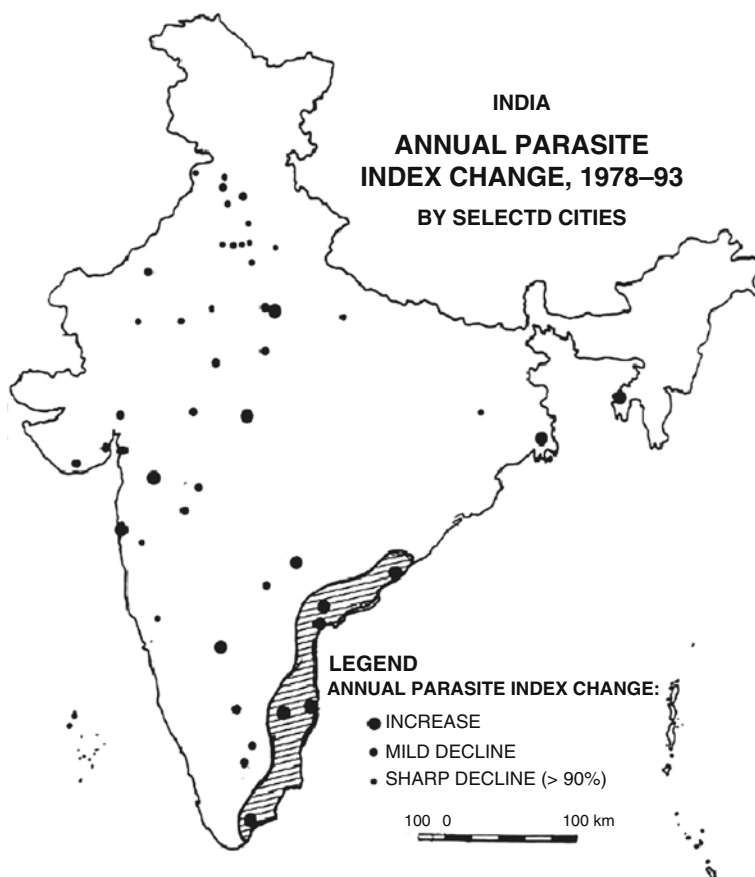 INDIA
ANNUAL PARASITE
INDEX CHANGE, 1978–93
BY SELECTD CITIES
LEGEND
ANNUAL PARASITE INDEX CHANGE:
INCREASE
MILD DECLINE
SHARP DECLINE (> 90%)
100 0 100 km